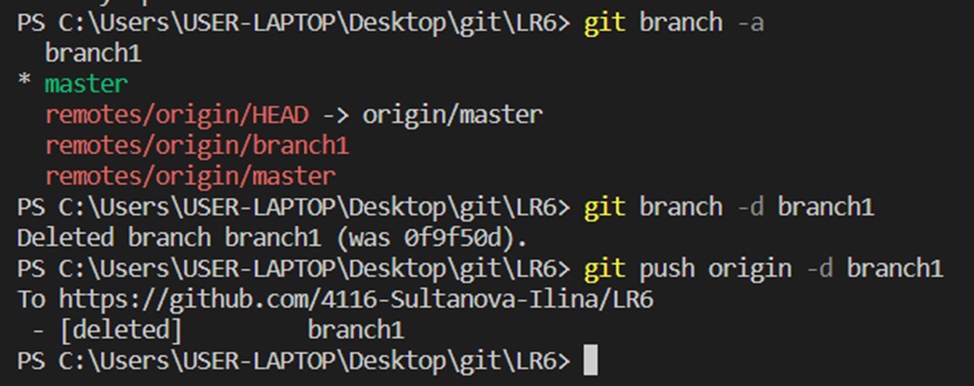 PS C:\Users\USER-LAPTOP\Desktop\git\LR6> git branch -a
  branch1
* master
  remotes/origin/HEAD -> origin/master
  remotes/origin/branch1
  remotes/origin/master
PS C:\Users\USER-LAPTOP\Desktop\git\LR6> git branch -d branch1
Deleted branch branch1 (was 0f9f50d).
PS C:\Users\USER-LAPTOP\Desktop\git\LR6> git push origin -d branch1
To https://github.com/4116-Sultanova-Ilina/LR6
 - [deleted]         branch1
PS C:\Users\USER-LAPTOP\Desktop\git\LR6>